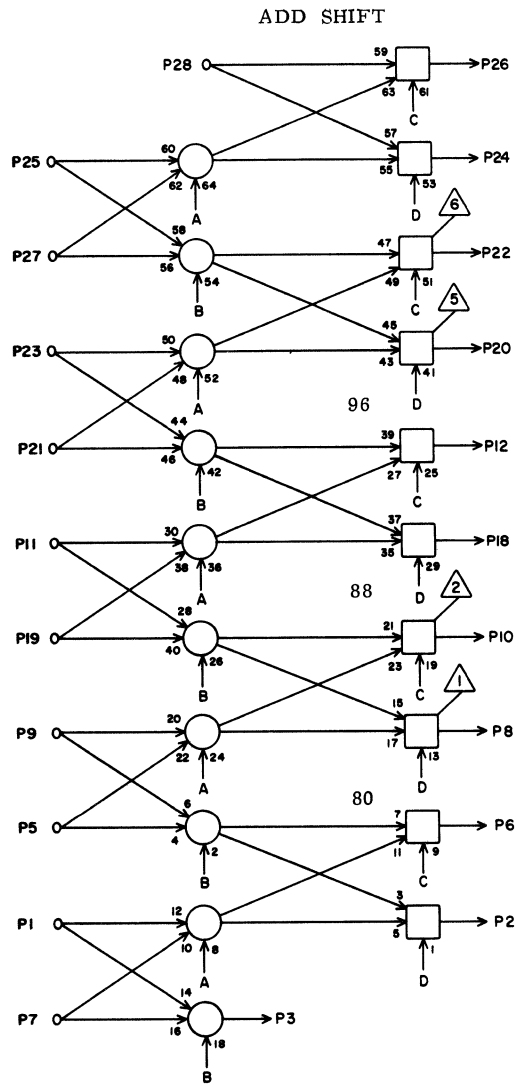 ADD SHIFT
59
P28 P26
63 61
C
57
60 P24
P25 55 53
62 64
A D
6
58 47
P27 56 54 P22
49 51
B C
5
50 45
P23 P20
48 52 43 41
A D
96
44 39
P21 46 42 P12
27 25
B C
30 37
P11 P18
38 36 35 29
A D
88
2
28 21
P19 40 26 P10
23 19
B C
1
20 15
P9 P8
22 24 17 13
A D
80
6 7
P5 4 2 P6
11 9
B C
12 3
P1 P2
10 8 5 1
A D
14
P7 P3
16 18
B